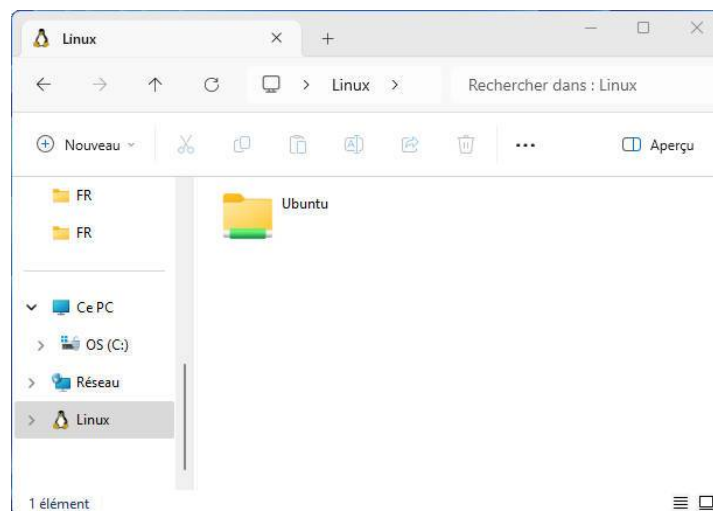 Linux
Linux
Rechercher dans : Linux
Nouveau
Aperçu
FR
FR
Ubuntu
Ce PC
OS (C:)
Réseau
Linux
1 élément